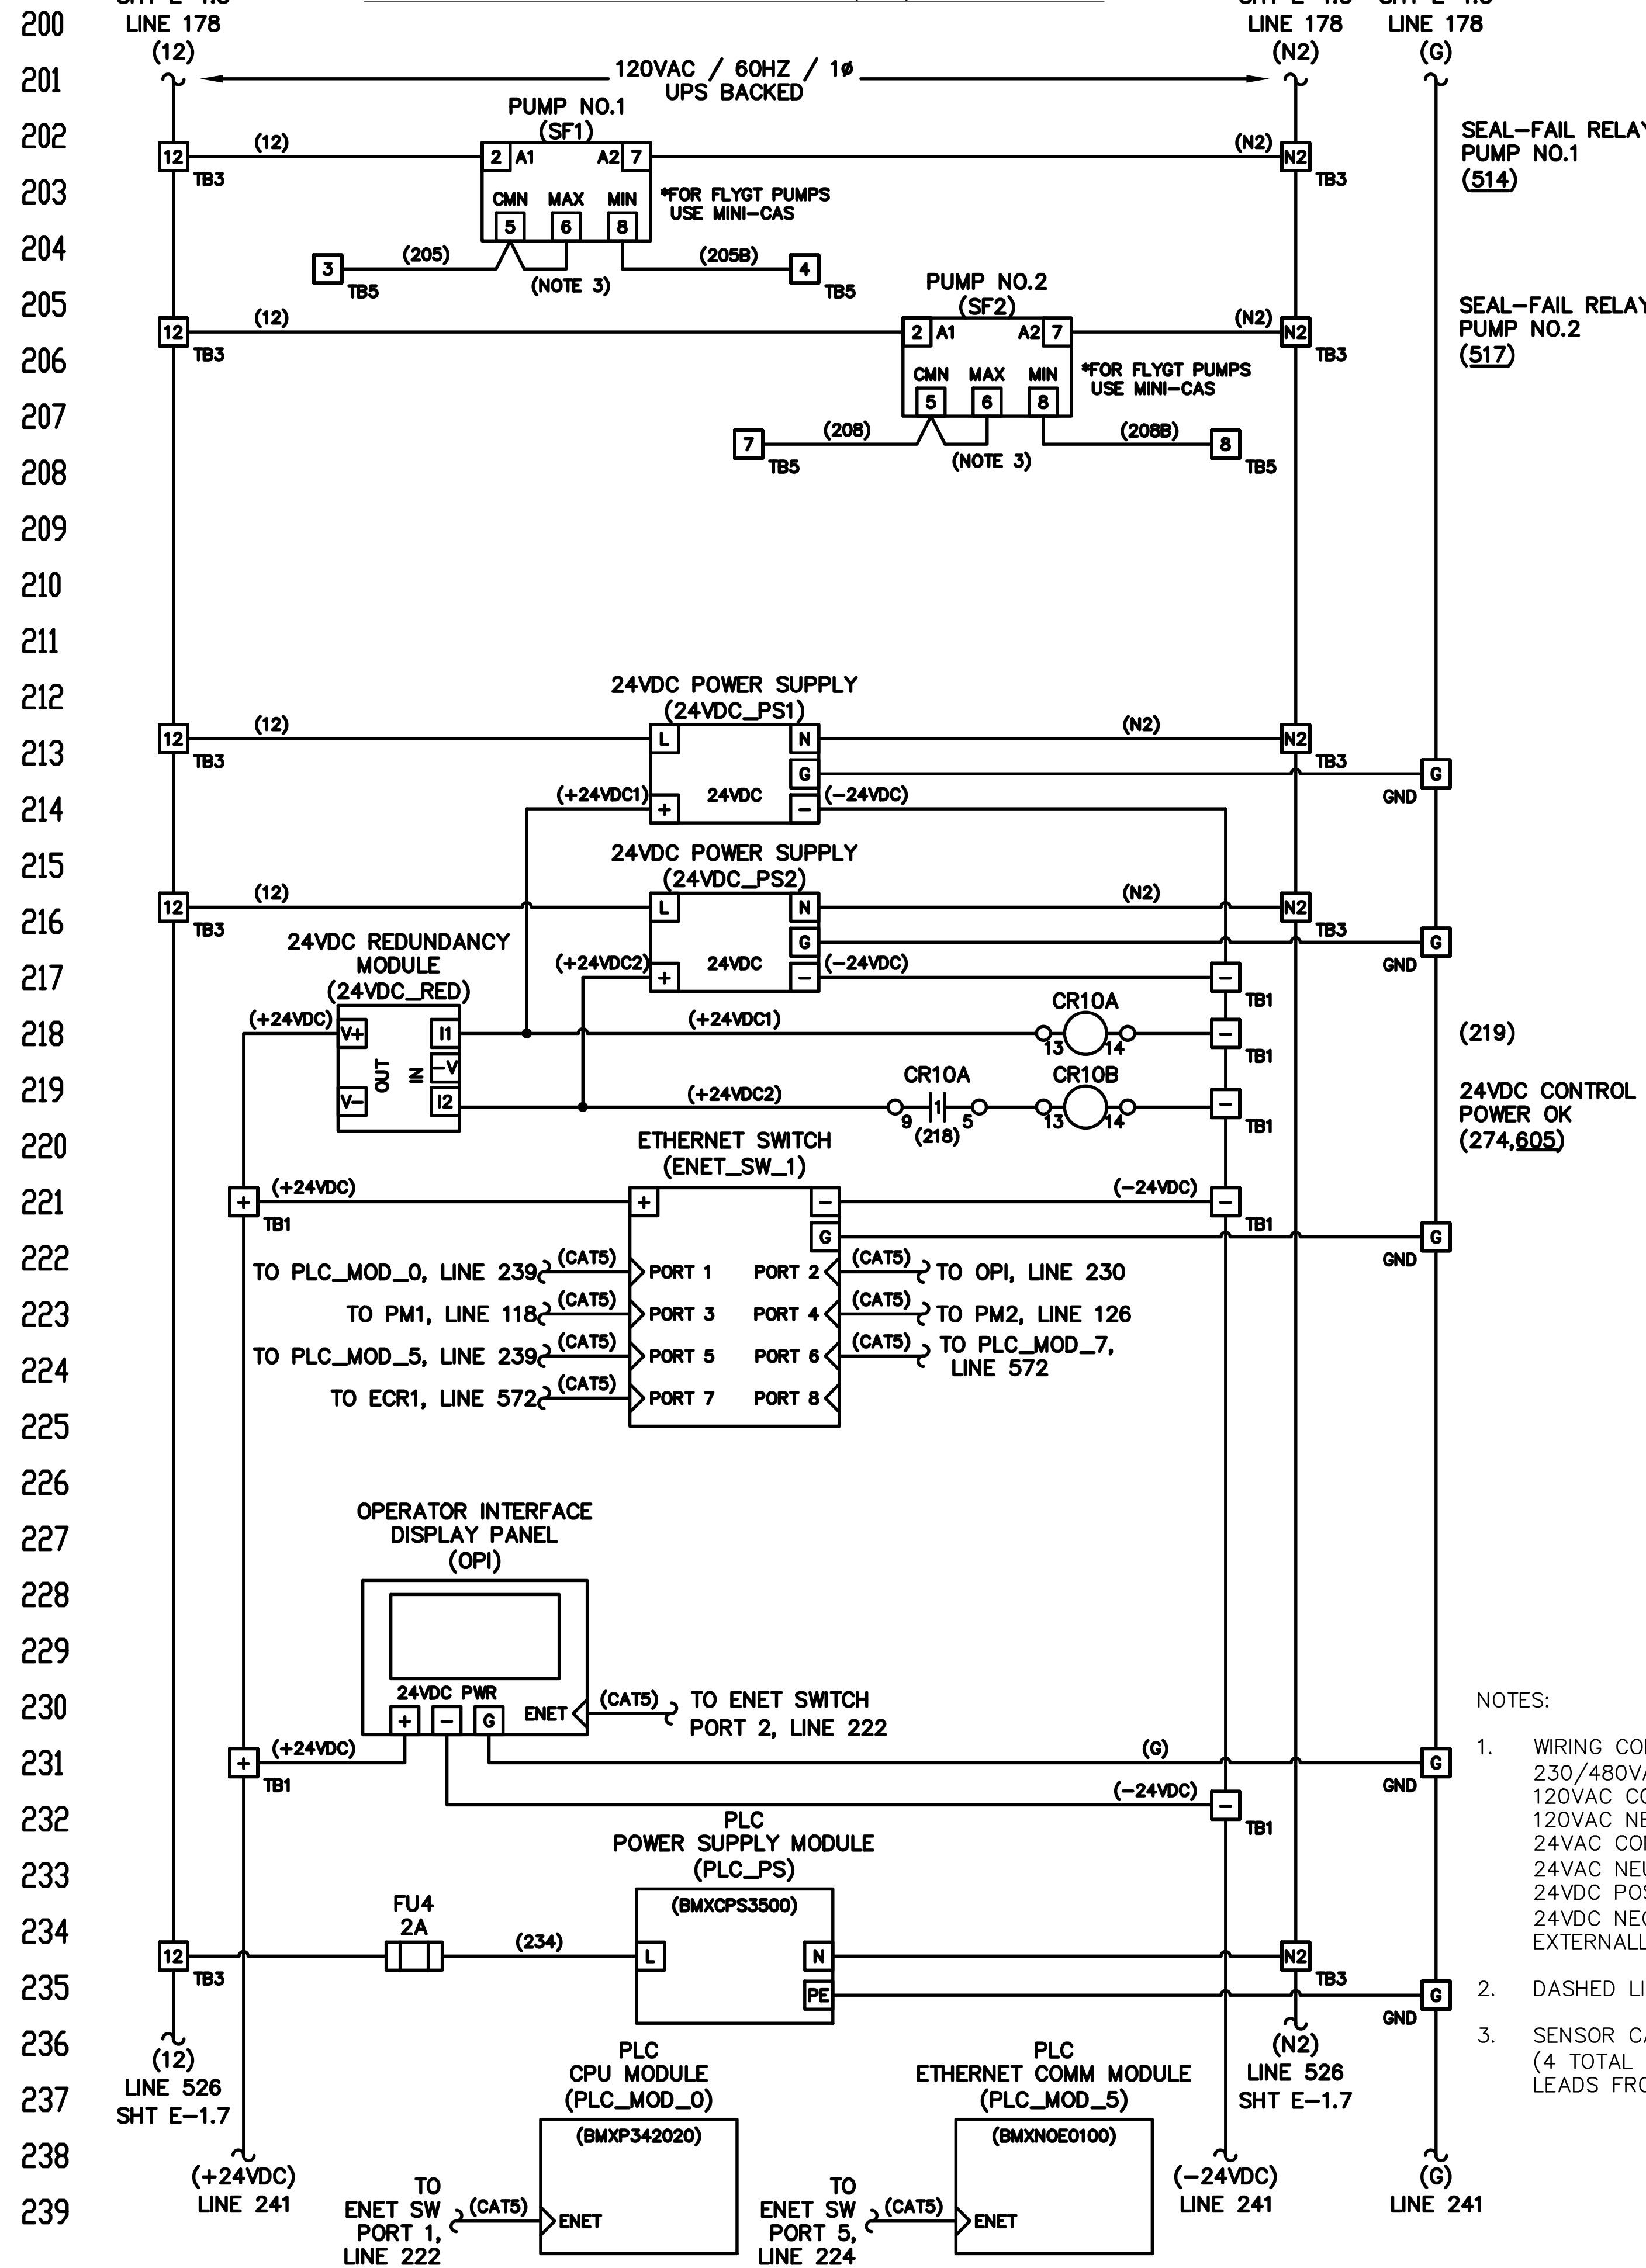 200
LINE 178
(12)
LINE 178
(N2)
LINE 178
(G)
201
120VAC / 60HZ / 1ø
UPS BACKED
PUMP NO.1
(SF1)
202
12
TB3
(12)
2 A1
A2 7
(N2)
N2
TB3
SEAL-FAIL RELAY
PUMP NO.1
(514)
203
CMN MAX MIN
5 6 8
*FOR FLYGT PUMPS
USE MINI-CAS
204
3
TB5
(205)
(NOTE 3)
(205B)
4
TB5
PUMP NO.2
(SF2)
205
12
TB3
(12)
2 A1
A2 7
(N2)
N2
TB3
SEAL-FAIL RELAY
PUMP NO.2
(517)
206
CMN MAX MIN
5 6 8
*FOR FLYGT PUMPS
USE MINI-CAS
207
7
TB5
(208)
(NOTE 3)
(208B)
8
TB5
208
209
210
211
212
24VDC POWER SUPPLY
(24VDC_PS1)
213
12
TB3
(12)
L
N
(N2)
N2
TB3
G
G
GND
214
(+24VDC1)
+
24VDC
-
(-24VDC)
215
24VDC POWER SUPPLY
(24VDC_PS2)
216
12
TB3
(12)
L
N
(N2)
N2
TB3
G
G
GND
217
24VDC REDUNDANCY
MODULE
(24VDC_RED)
(+24VDC2)
+
24VDC
-
(-24VDC)
-
TB1
218
(+24VDC)
V+
OUT
IN
I1
-V
(+24VDC1)
CR10A
13 14
-
TB1
(219)
219
V-
I2
(+24VDC2)
CR10A
9 1 5
(218)
CR10B
13 14
-
TB1
24VDC CONTROL
POWER OK
(274,605)
220
ETHERNET SWITCH
(ENET_SW_1)
221
+
TB1
(+24VDC)
+
-
(-24VDC)
-
TB1
G
G
GND
222
TO PLC_MOD_0, LINE 239 (CAT5) PORT 1
PORT 2 (CAT5) TO OPI, LINE 230
223
TO PM1, LINE 118 (CAT5) PORT 3
PORT 4 (CAT5) TO PM2, LINE 126
224
TO PLC_MOD_5, LINE 239 (CAT5) PORT 5
PORT 6 (CAT5) TO PLC_MOD_7,
LINE 572
TO ECR1, LINE 572 (CAT5) PORT 7
PORT 8
225
226
227
OPERATOR INTERFACE
DISPLAY PANEL
(OPI)
228
229
230
24VDC PWR
+ - G
ENET
(CAT5)
TO ENET SWITCH
PORT 2, LINE 222
231
+
TB1
(+24VDC)
(G)
G
GND
232
(-24VDC)
-
TB1
PLC
POWER SUPPLY MODULE
(PLC_PS)
233
(BMXCPS3500)
234
12
TB3
FU4
2A
(234)
L
N
N2
TB3
235
PE
G
GND
236
(12)
LINE 526
SHT E-1.7
(N2)
LINE 526
SHT E-1.7
237
PLC
CPU MODULE
(PLC_MOD_0)
PLC
ETHERNET COMM MODULE
(PLC_MOD_5)
238
(BMXP342020)
(BMXNOE0100)
(+24VDC)
LINE 241
(-24VDC)
LINE 241
(G)
LINE 241
239
TO
ENET SW
PORT 1,
LINE 222
(CAT5)
ENET
TO
ENET SW
PORT 5,
LINE 224
(CAT5)
ENET
NOTES:
1. WIRING
230/480
120VAC
120VAC
24VAC
24VAC
24VDC
24VDC
2. DASHED
3. SENSOR
(4 TOTAL
LEADS